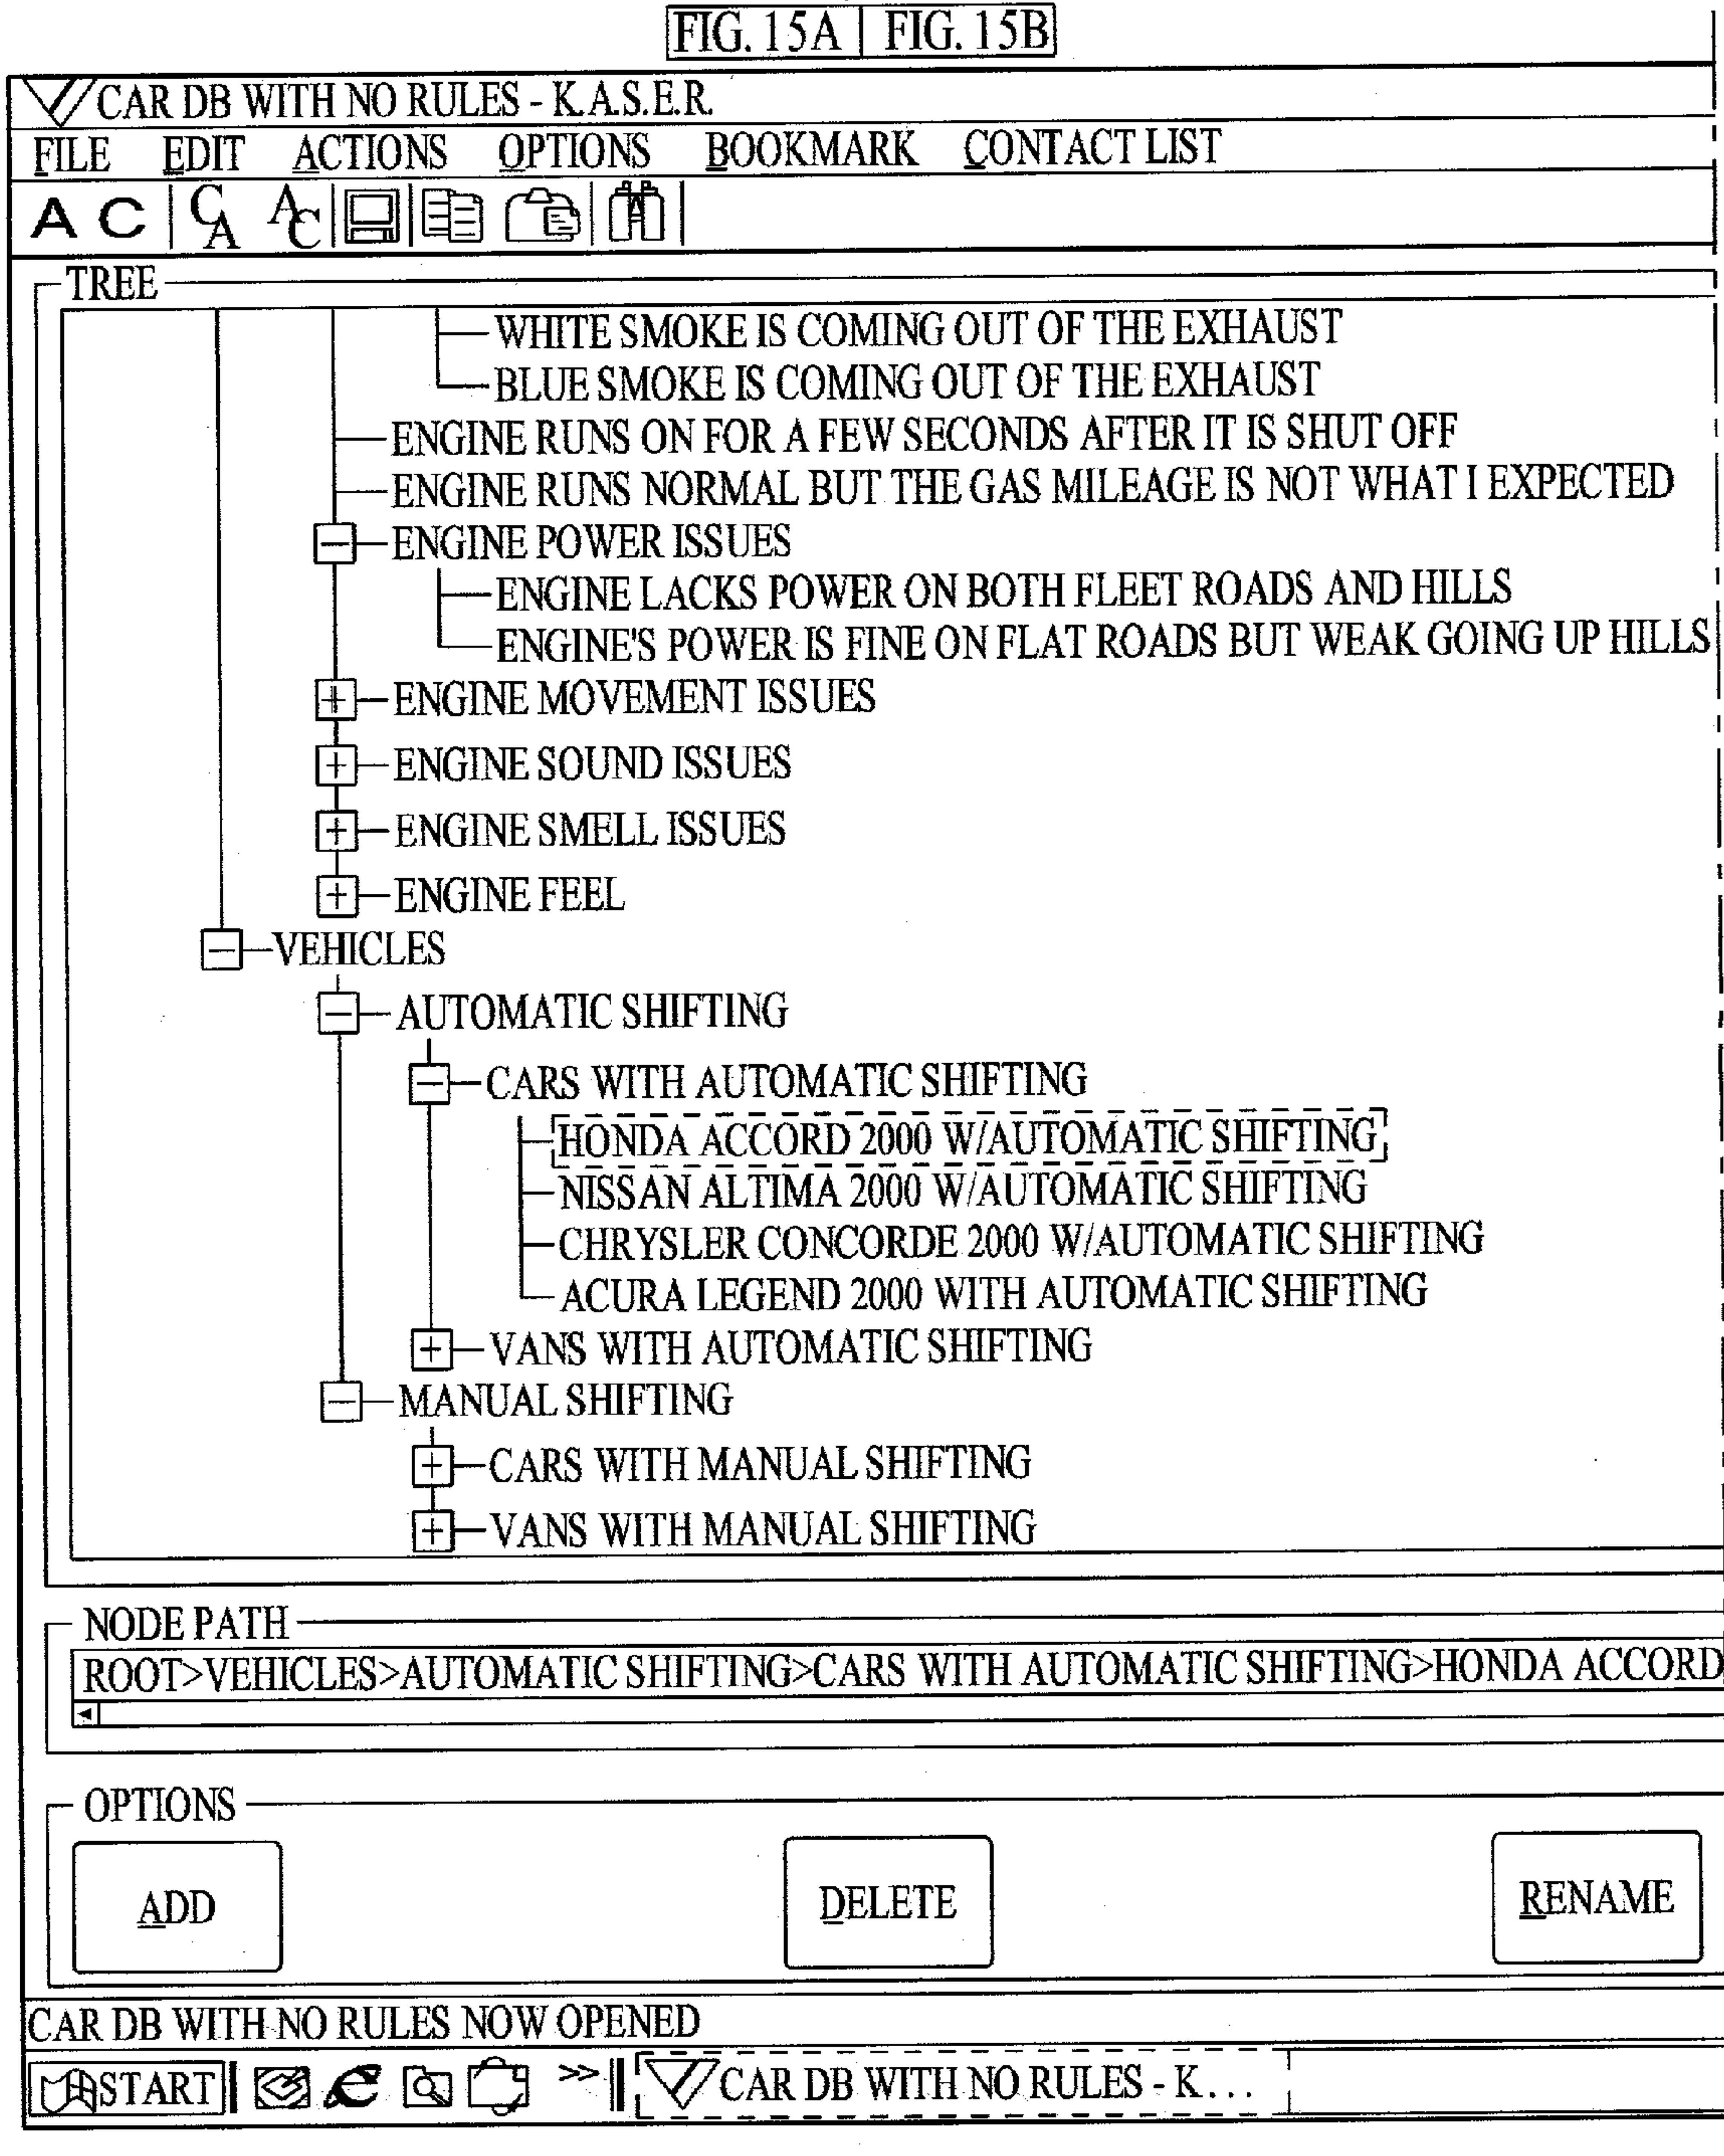 FIG. 15A FIG. 15B
CAR DB WITH NO RULES - K.A.S.E.R.
FILE EDIT ACTIONS OPTIONS BOOKMARK CONTACT LIST
A C CA AC
TREE
WHITE SMOKE IS COMING OUT OF THE EXHAUST
BLUE SMOKE IS COMING OUT OF THE EXHAUST
ENGINE RUNS ON FOR A FEW SECONDS AFTER IT IS SHUT OFF
ENGINE RUNS NORMAL BUT THE GAS MILEAGE IS NOT WHAT I EXPECTED
ENGINE POWER ISSUES
ENGINE LACKS POWER ON BOTH FLEET ROADS AND HILLS
ENGINE'S POWER IS FINE ON FLAT ROADS BUT WEAK GOING UP HILLS
ENGINE MOVEMENT ISSUES
ENGINE SOUND ISSUES
ENGINE SMELL ISSUES
ENGINE FEEL
VEHICLES
AUTOMATIC SHIFTING
CARS WITH AUTOMATIC SHIFTING
HONDA ACCORD 2000 W/AUTOMATIC SHIFTING
NISSAN ALTIMA 2000 W/AUTOMATIC SHIFTING
CHRYSLER CONCORDE 2000 W/AUTOMATIC SHIFTING
ACURA LEGEND 2000 WITH AUTOMATIC SHIFTING
VANS WITH AUTOMATIC SHIFTING
MANUAL SHIFTING
CARS WITH MANUAL SHIFTING
VANS WITH MANUAL SHIFTING
NODE PATH
ROOT>VEHICLES>AUTOMATIC SHIFTING>CARS WITH AUTOMATIC SHIFTING>HONDA ACCORD
OPTIONS
ADD DELETE RENAME
CAR DB WITH NO RULES NOW OPENED
START >> CAR DB WITH NO RULES - K...